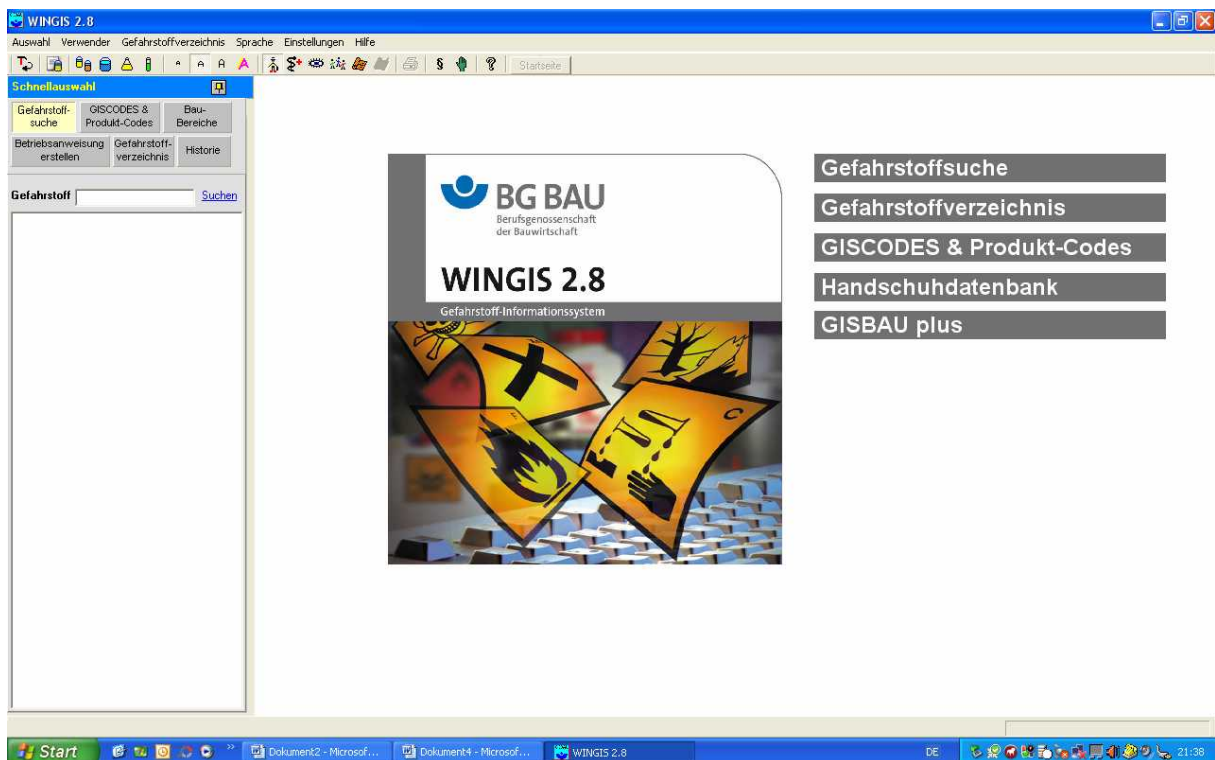 WINGIS 2.8
Auswahl Verwender Gefahrstoffverzeichnis Sprache Einstellungen Hilfe
A A A A § ? Startseite
Schnellauswahl
Gefahrstoff-
suche
GISCODES &
Produkt-Codes
Bau-
Bereiche
Betriebsanweisung
erstellen
Gefahrstoff-
verzeichnis
Historie
Gefahrstoff Suchen
BG BAU
Berufsgenossenschaft
der Bauwirtschaft
WINGIS 2.8
Gefahrstoff-Informationssystem
C
Gefahrstoffsuche
Gefahrstoffverzeichnis
GISCODES & Produkt-Codes
Handschuhdatenbank
GISBAU plus
Start
Dokument2 - Microsof...
Dokument4 - Microsof...
WINGIS 2.8
DE
21:38